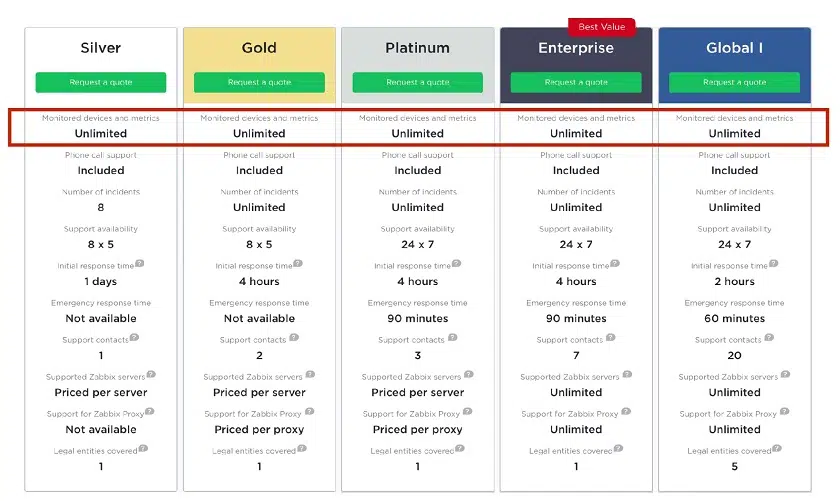 Best Value
Silver
Gold
Platinum
Enterprise
Global I
Request a quote
Request a quote
Request a quote
Request a quote
Request a quote
Monitored devices and metrics
Monitored devices and metrics
Monitored devices and metrics
Monitored devices and metrics
Monitored devices and metrics
Unlimited
Unlimited
Unlimited
Unlimited
Unlimited
Phone call support
Phone call support
Phone call support
Phone call support
Phone call support
Included
Included
Included
Included
Included
Number of incidents
Number of incidents
Number of incidents
Number of incidents
Number of incidents
8
Unlimited
Unlimited
Unlimited
Unlimited
Support availability
Support availability
Support availability
Support availability
Support availability
8 x 5
8 x 5
24 x 7
24 x 7
24 x 7
Initial response time ?
Initial response time ?
Initial response time ?
Initial response time ?
Initial response time ?
1 days
4 hours
4 hours
4 hours
2 hours
Emergency response time
Emergency response time
Emergency response time
Emergency response time
Emergency response time
Not available
Not available
90 minutes
90 minutes
60 minutes
Support contacts ?
Support contacts ?
Support contacts ?
Support contacts ?
Support contacts ?
1
2
3
7
20
Supported Zabbix servers ?
Supported Zabbix servers ?
Supported Zabbix servers ?
Supported Zabbix servers ?
Supported Zabbix servers ?
Priced per server
Priced per server
Priced per server
Unlimited
Unlimited
Support for Zabbix Proxy ?
Support for Zabbix Proxy ?
Support for Zabbix Proxy ?
Support for Zabbix Proxy ?
Support for Zabbix Proxy ?
Not available
Priced per proxy
Priced per proxy
Unlimited
Unlimited
Legal entities covered ?
Legal entities covered ?
Legal entities covered ?
Legal entities covered ?
Legal entities covered ?
1
1
1
1
5